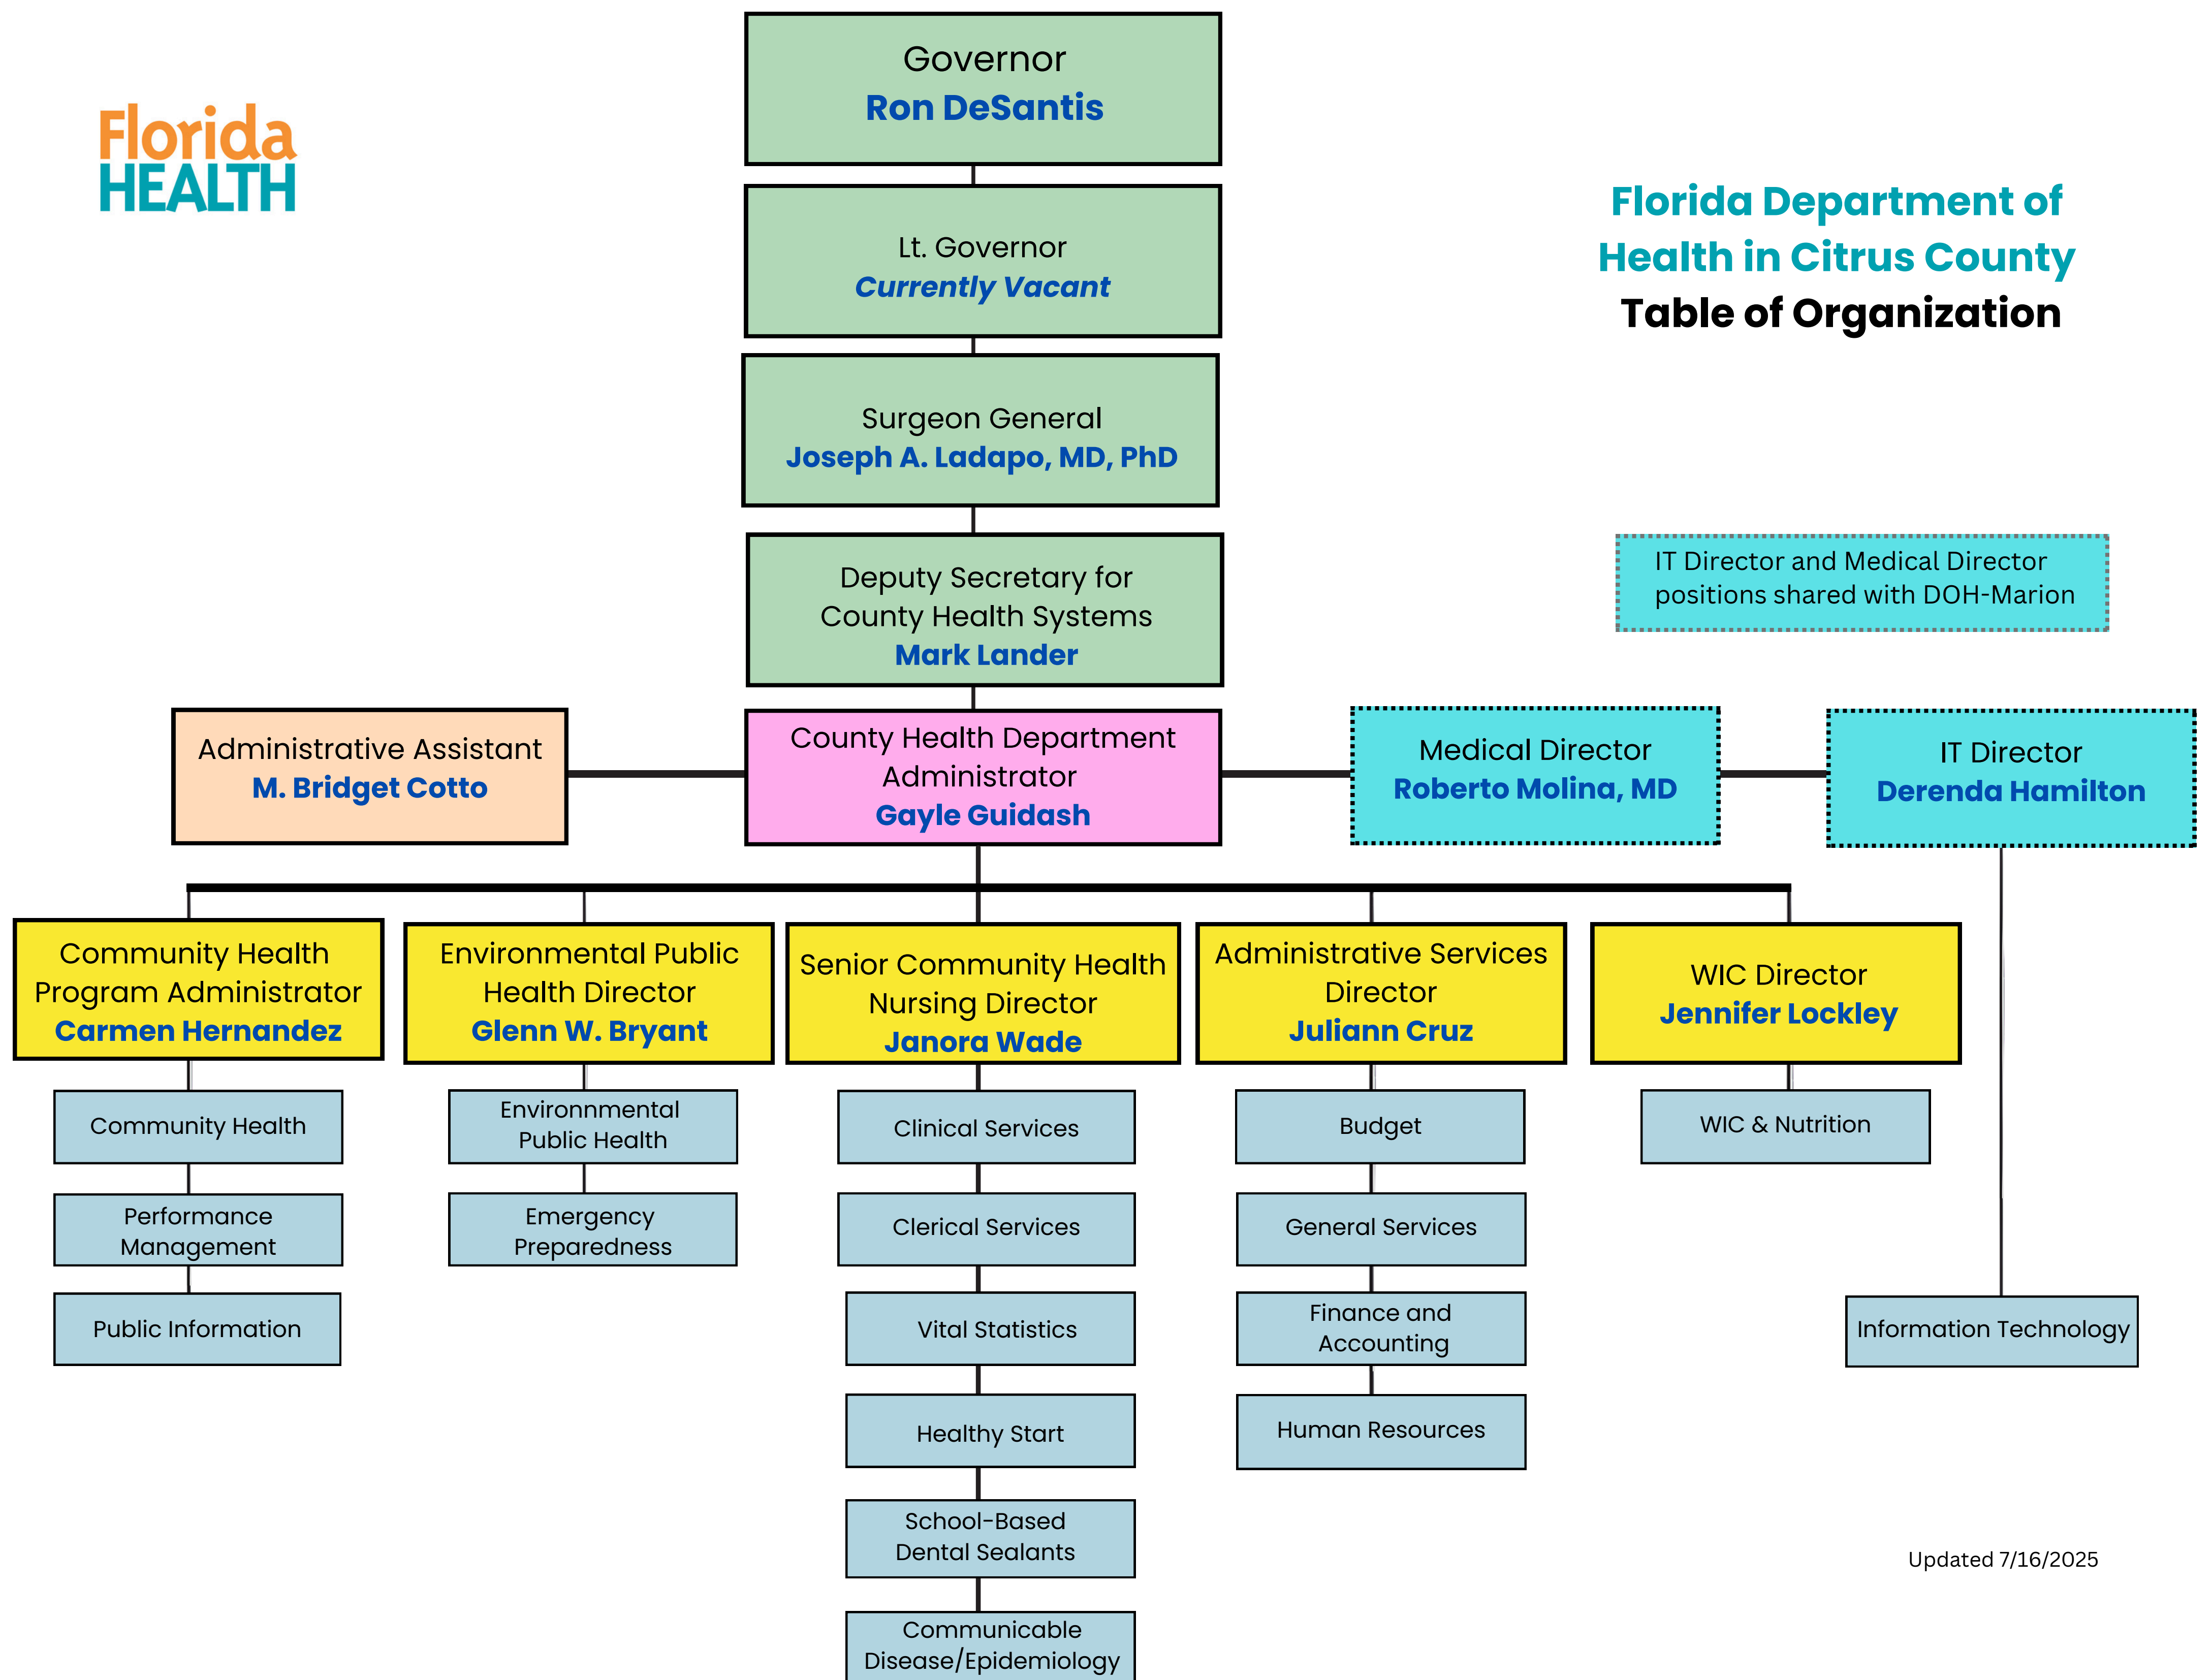 Governor
Ron DeSantis
Florida
HEALTH
Florida Department of
Health in Citrus County
Table of Organization
Lt. Governor
Currently Vacant
Surgeon General
Joseph A. Ladapo, MD, PhD
IT Director and Medical Director
positions shared with DOH-Marion
Deputy Secretary for
County Health Systems
Mark Lander
Administrative Assistant
M. Bridget Cotto
County Health Department
Administrator
Gayle Guidash
Medical Director
Roberto Molina, MD
IT Director
Derenda Hamilton
Community Health
Program Administrator
Carmen Hernandez
Environmental Public
Health Director
Glenn W. Bryant
Senior Community Health
Nursing Director
Janora Wade
Administrative Services
Director
Juliann Cruz
WIC Director
Jennifer Lockley
Community Health
Performance
Management
Public Information
Environnmental
Public Health
Emergency
Preparedness
Clinical Services
Clerical Services
Vital Statistics
Healthy Start
School-Based
Dental Sealants
Communicable
Disease/Epidemiology
Budget
General Services
Finance and
Accounting
Human Resources
WIC & Nutrition
Information Technology
Updated 7/16/2025